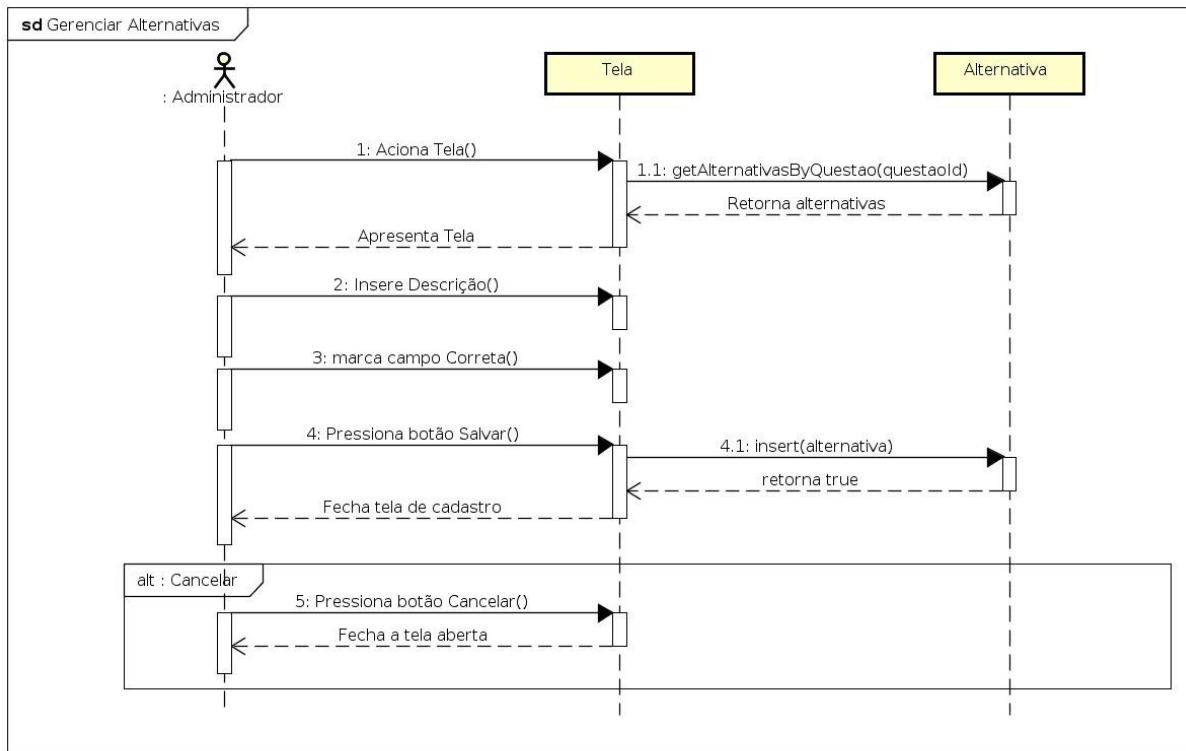 sd Gerenciar Alternativas
: Administrador
Tela
Alternativa
1: Aciona Tela()
1.1: getAlternativasByQuestao(questaoId)
Retorna alternativas
Apresenta Tela
2: Insere Descrição()
3: marca campo Correta()
4: Pressiona botão Salvar()
4.1: insert(alternativa)
retorna true
Fecha tela de cadastro
alt : Cancelar
5: Pressiona botão Cancelar()
Fecha a tela aberta